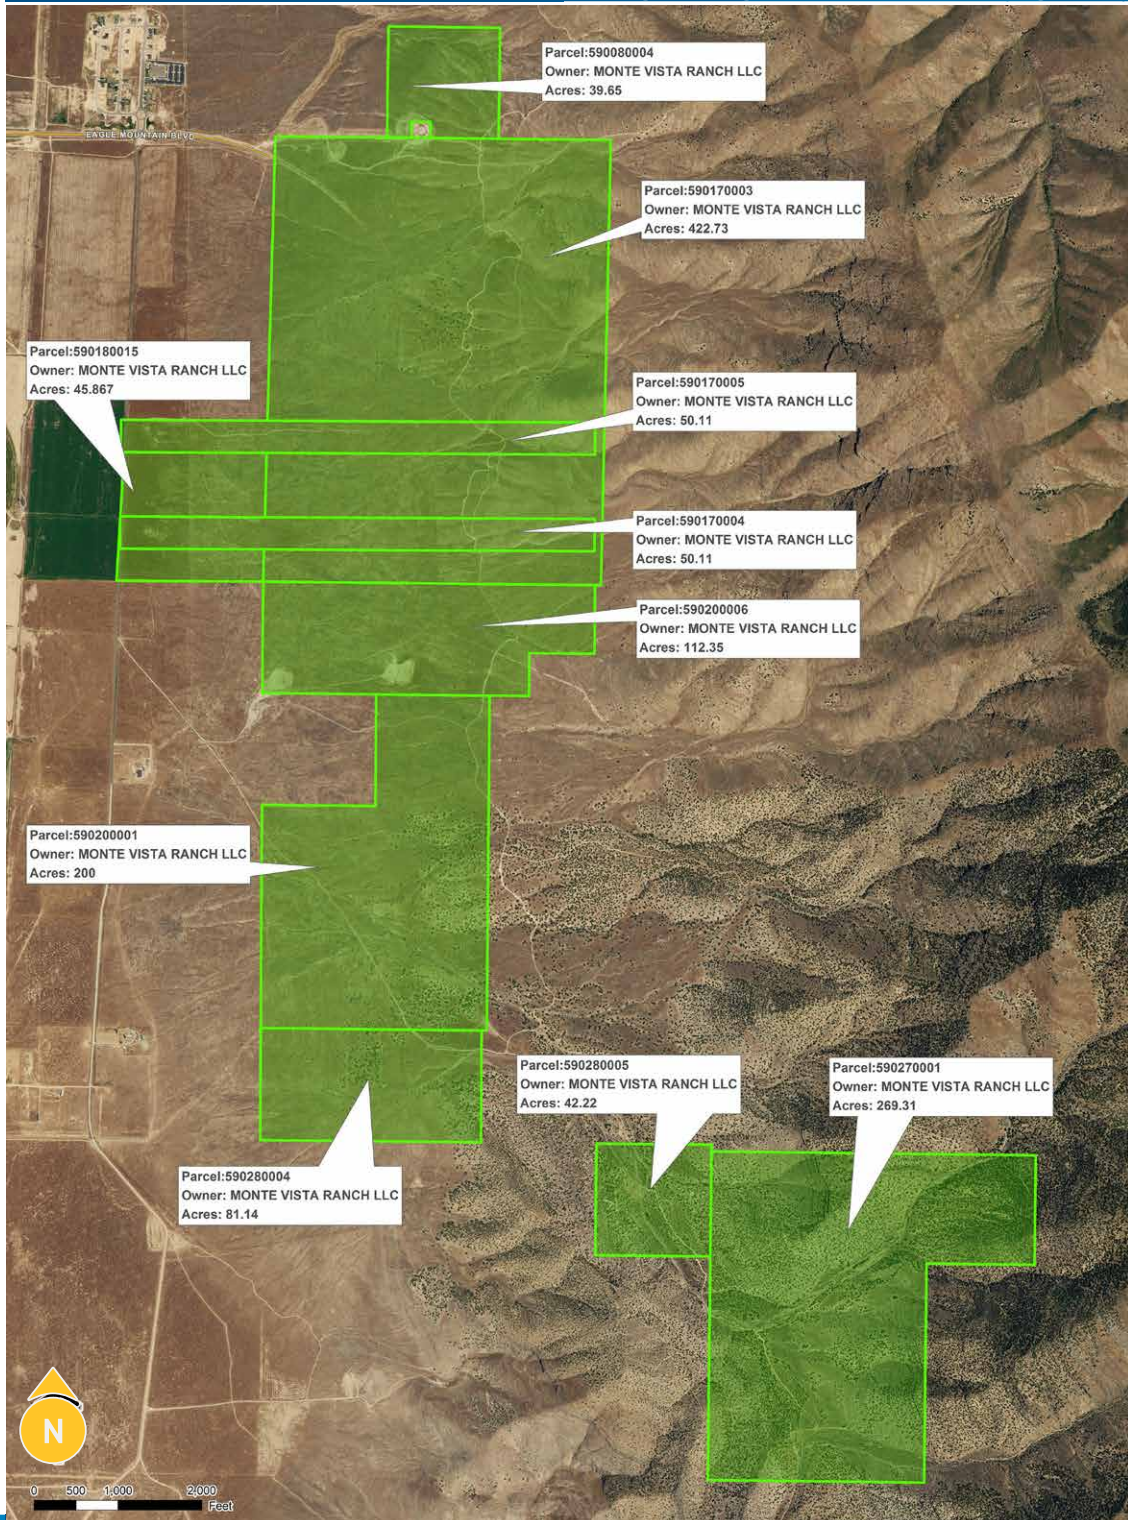 Parcel:590080004
Owner: MONTE VISTA RANCH LLC
Acres: 39.65
EAGLE MOUNTAIN BLVD
Parcel:590170003
Owner: MONTE VISTA RANCH LLC
Acres: 422.73
Parcel:590180015
Owner: MONTE VISTA RANCH LLC
Acres: 45.867
Parcel:590170005
Owner: MONTE VISTA RANCH LLC
Acres: 50.11
Parcel:590170004
Owner: MONTE VISTA RANCH LLC
Acres: 50.11
Parcel:590200006
Owner: MONTE VISTA RANCH LLC
Acres: 112.35
Parcel:590200001
Owner: MONTE VISTA RANCH LLC
Acres: 200
Parcel:590280005
Owner: MONTE VISTA RANCH LLC
Acres: 42.22
Parcel:590270001
Owner: MONTE VISTA RANCH LLC
Acres: 269.31
Parcel:590280004
Owner: MONTE VISTA RANCH LLC
Acres: 81.14
N
0 500 1,000 2,000
Feet